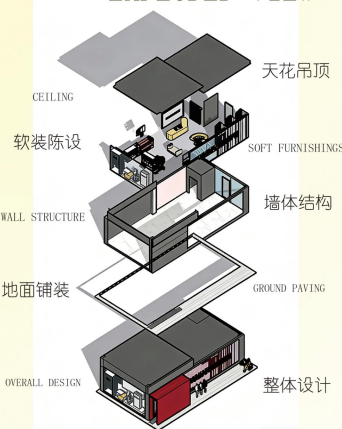 天花吊顶
CEILING
软装陈设
SOFT FURNISHINGS
墙体结构
WALL STRUCTURE
地面铺装
GROUND PAVING
OVERALL DESIGN
整体设计